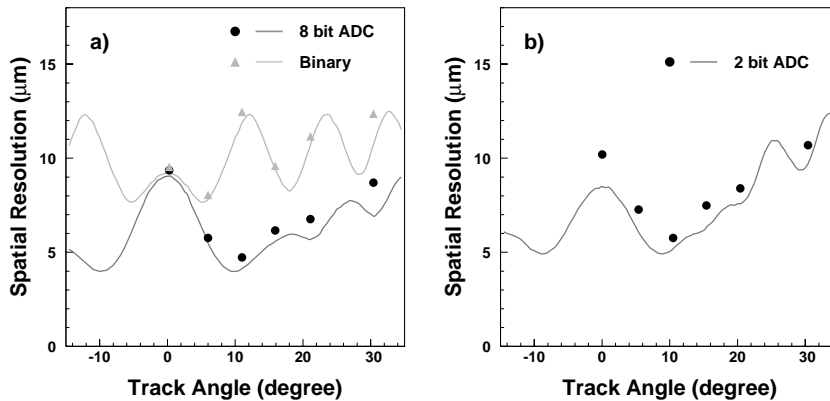 a)
8 bit ADC
Binary
Spatial Resolution (μm)
15
10
5
0
-10 0 10 20 30
Track Angle (degree)
b)
2 bit ADC
Spatial Resolution (μm)
15
10
5
0
-10 0 10 20 30
Track Angle (degree)